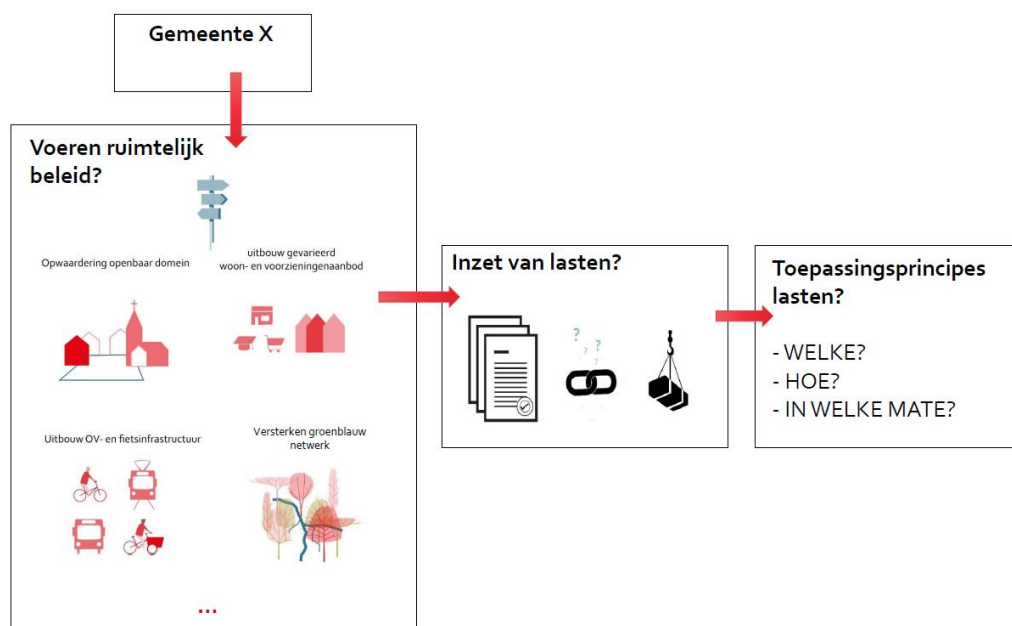 Gemeente X
Voeren ruimtelijk
beleid?
Opwaardering openbaar domein
uitbouw gevarieerd
woon- en voorzieningenaanbod
Uitbouw OV- en fietsinfrastructuur
Versterken groenblauw
netwerk
...
Inzet van lasten?
?
?
?
?
Toepassingsprincipes
lasten?
- WELKE?
- HOE?
- IN WELKE MATE?